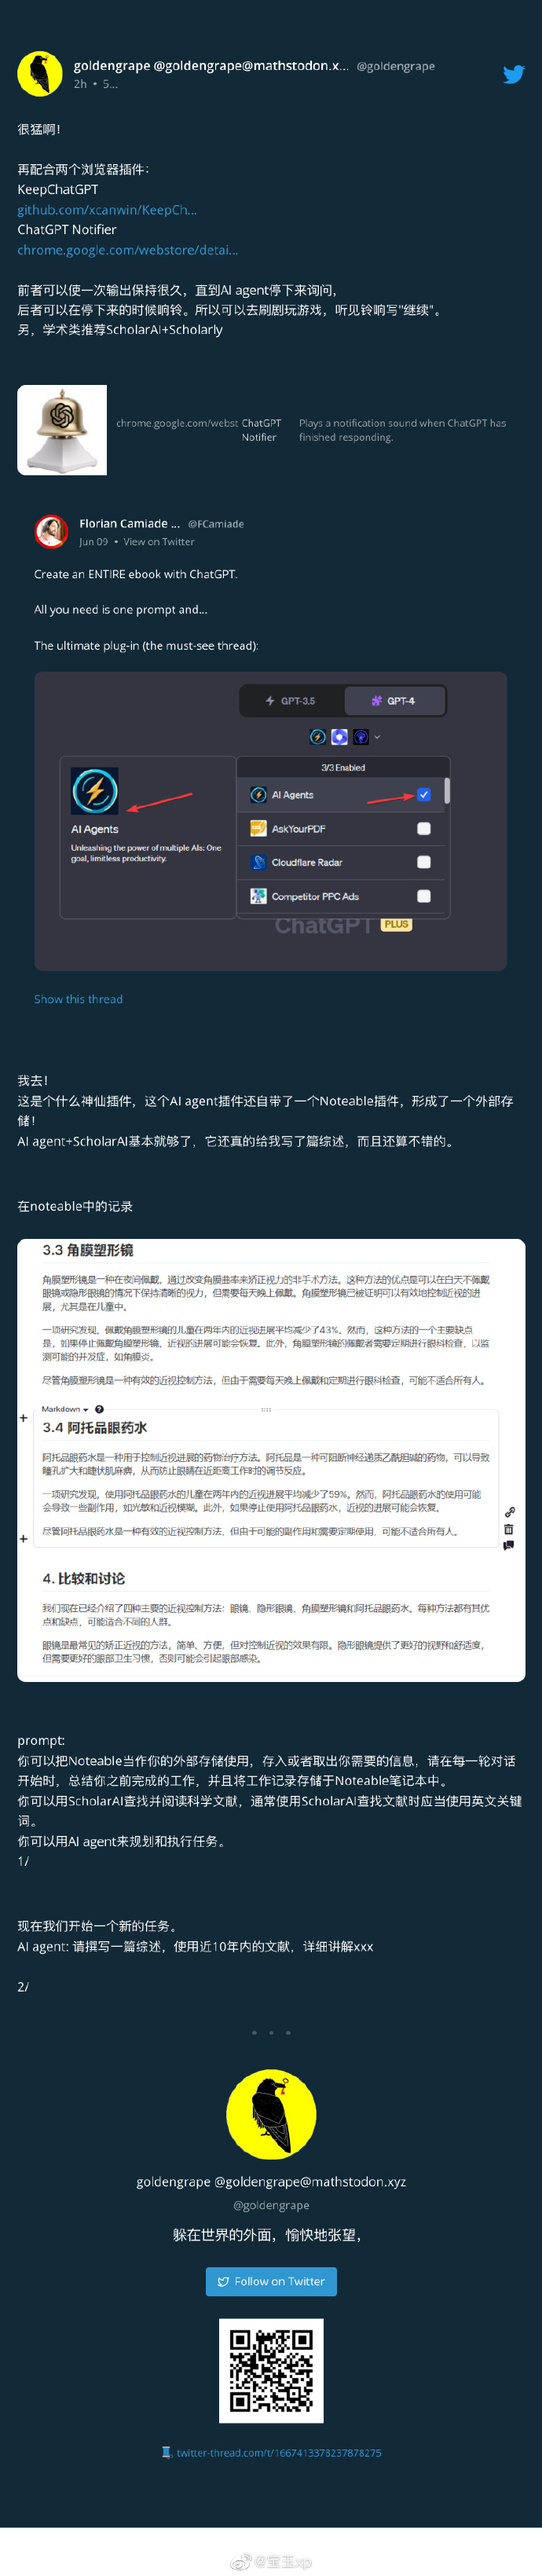 goldengrape @goldengrape@mathstodon.x... @goldengrape
2h • 5...
很猛啊！
再配合两个浏览器插件：
KeepChatGPT
github.com/xcanwin/KeepCh...
ChatGPT Notifier
chrome.google.com/webstore/detai...
前者可以使一次输出保持很久，直到AI agent停下来询问，
后者可以在停下来的时候响铃。所以可以去刷剧玩游戏，听见铃响写"继续"。
另，学术类推荐ScholarAI+Scholarly
chrome.google.com/webst ChatGPT Plays a notification sound when ChatGPT has
Notifier finished responding.
Florian Camiade ... @FCamiade
Jun 09 • View on Twitter
Create an ENTIRE ebook with ChatGPT.
All you need is one prompt and...
The ultimate plug-in (the must-see thread):
GPT-3.5 GPT-4
3/3 Enabled
AI Agents
Unleashing the power of multiple AIs: One
goal, limitless productivity.
AI Agents
AskYourPDF
Cloudflare Radar
Competitor PPC Ads
ChatGPT PLUS
Show this thread
我去！
这是个什么神仙插件，这个AI agent插件还自带了一个Noteable插件，形成了一个外部存
储！
AI agent+ScholarAI基本就够了，它还真的给我写了篇综述，而且还算不错的。
在noteable中的记录
3.3 角膜塑形镜
角膜塑形镜是一种在夜间佩戴，通过改变角膜曲率来矫正视力的非手术方法。这种方法的优点是可以在白天不佩戴
眼镜或隐形眼镜的情况下保持清晰的视力，但需要每天晚上佩戴。角膜塑形镜已被证明可以有效地控制近视的进
展，尤其是在儿童中。
一项研究发现，佩戴角膜塑形镜的儿童在两年内的近视进展平均减少了43%。然而，这种方法的一个主要缺点
是，如果停止佩戴角膜塑形镜，近视的进展可能会恢复。此外，角膜塑形镜的佩戴者需要定期进行眼科检查，以监
测可能的并发症，如角膜炎。
尽管角膜塑形镜是一种有效的近视控制方法，但由于需要每天晚上佩戴和定期进行眼科检查，可能不适合所有人。
Markdown
3.4 阿托品眼药水
阿托品眼药水是一种用于控制近视进展的药物治疗方法。阿托品是一种可阻断神经递质乙酰胆碱的药物，可以导致
瞳孔扩大和睫状肌麻痹，从而防止眼睛在近距离工作时的调节反应。
一项研究发现，使用阿托品眼药水的儿童在两年内的近视进展平均减少了59%。然而，阿托品眼药水的使用可能
会导致一些副作用，如光敏和近视模糊。此外，如果停止使用阿托品眼药水，近视的进展可能会恢复。
尽管阿托品眼药水是一种有效的近视控制方法，但由于可能的副作用和需要定期使用，可能不适合所有人。
4. 比较和讨论
我们现在已经介绍了四种主要的近视控制方法：眼镜、隐形眼镜、角膜塑形镜和阿托品眼药水。每种方法都有其优
点和缺点，可能适合不同的人群。
眼镜是最常见的矫正近视的方法，简单、方便，但对控制近视的效果有限。隐形眼镜提供了更好的视野和舒适度，
但需要更好的眼部卫生习惯，否则可能会引起眼部感染。
prompt:
你可以把Noteable当作你的外部存储使用，存入或者取出你需要的信息，请在每一轮对话
开始时，总结你之前完成的工作，并且将工作记录存储于Noteable笔记本中。
你可以用ScholarAI查找并阅读科学文献，通常使用ScholarAI查找文献时应当使用英文关键
词。
你可以用AI agent来规划和执行任务。
1/
现在我们开始一个新的任务。
AI agent: 请撰写一篇综述，使用近10年内的文献，详细讲解xxx
2/
goldengrape @goldengrape@mathstodon.xyz
@goldengrape
躲在世界的外面，愉快地张望，
Follow on Twitter
twitter-thread.com/t/1667413378237878275
@宝玉xp